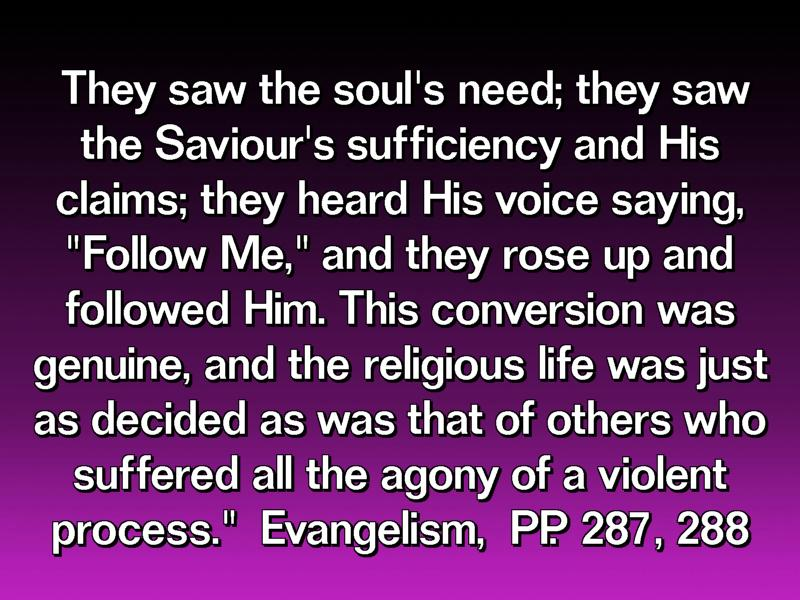 They saw the soul's need; they saw
the Saviour's sufficiency and His
claims; they heard His voice saying,
"Follow Me," and they rose up and
followed Him. This conversion was
genuine, and the religious life was just
as decided as was that of others who
suffered all the agony of a violent
process." Evangelism, PP. 287, 288